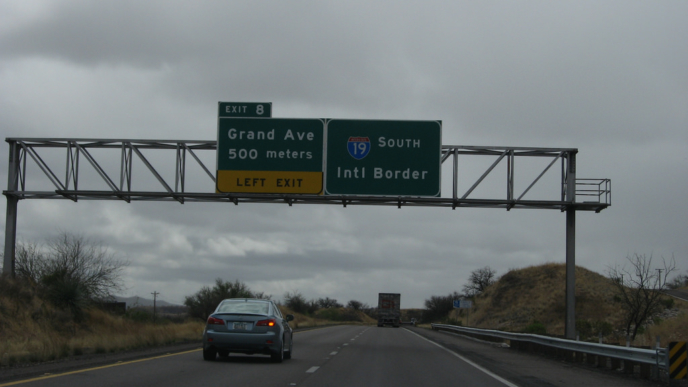 EXIT 8
Grand Ave
500 meters
LEFT EXIT
19 SOUTH
Intl Border